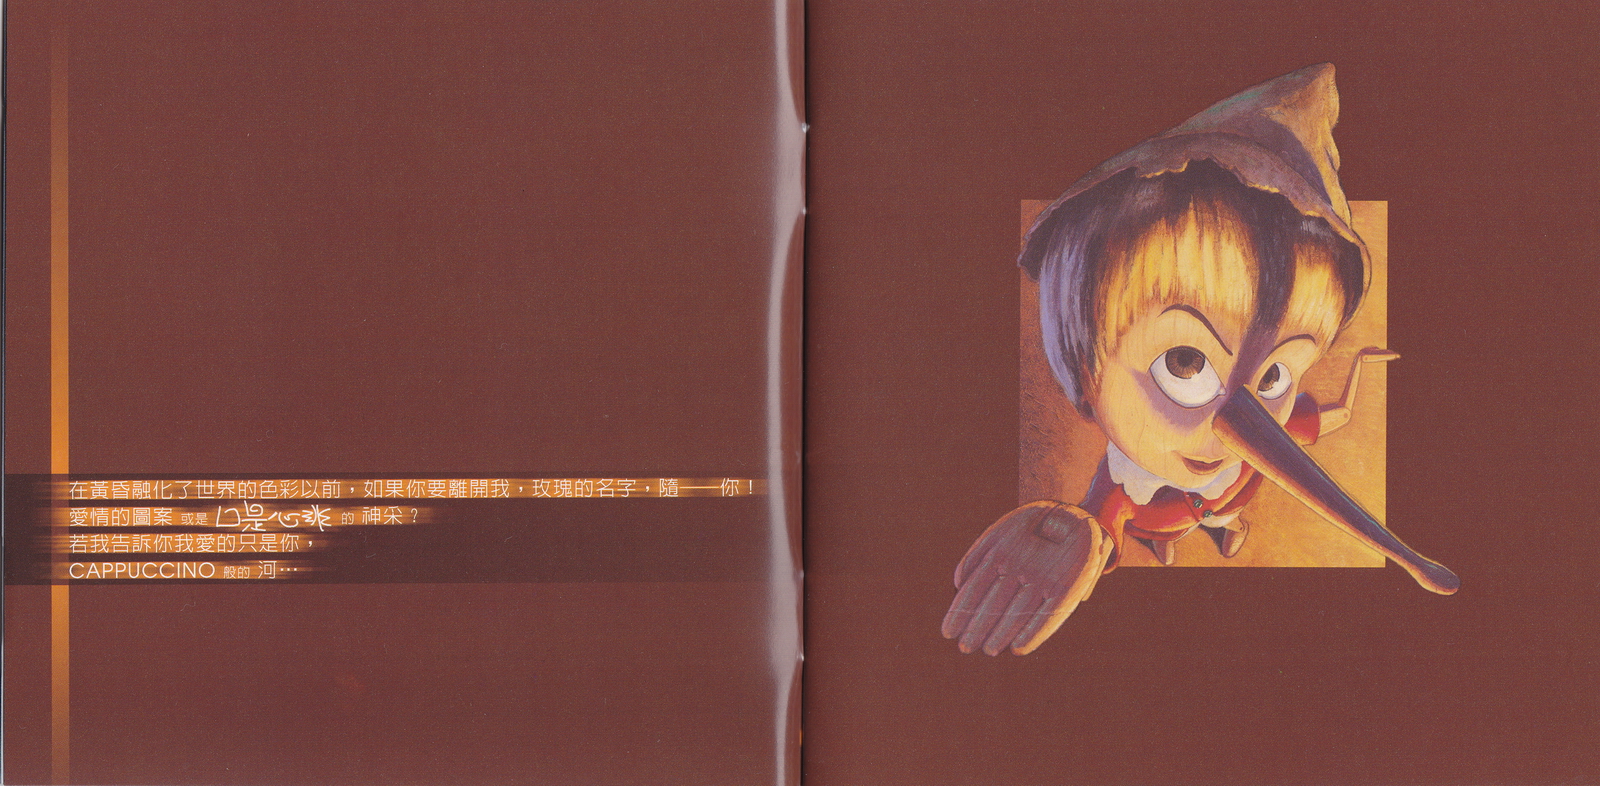 在黃昏融化了世界的色彩以前，如果你要離開我，玫瑰的名字，隨──你！
愛情的圖案 或是 口是心非 的 神采？
若我告訴你我愛的只是你，
CAPPUCCINO 般的 河…